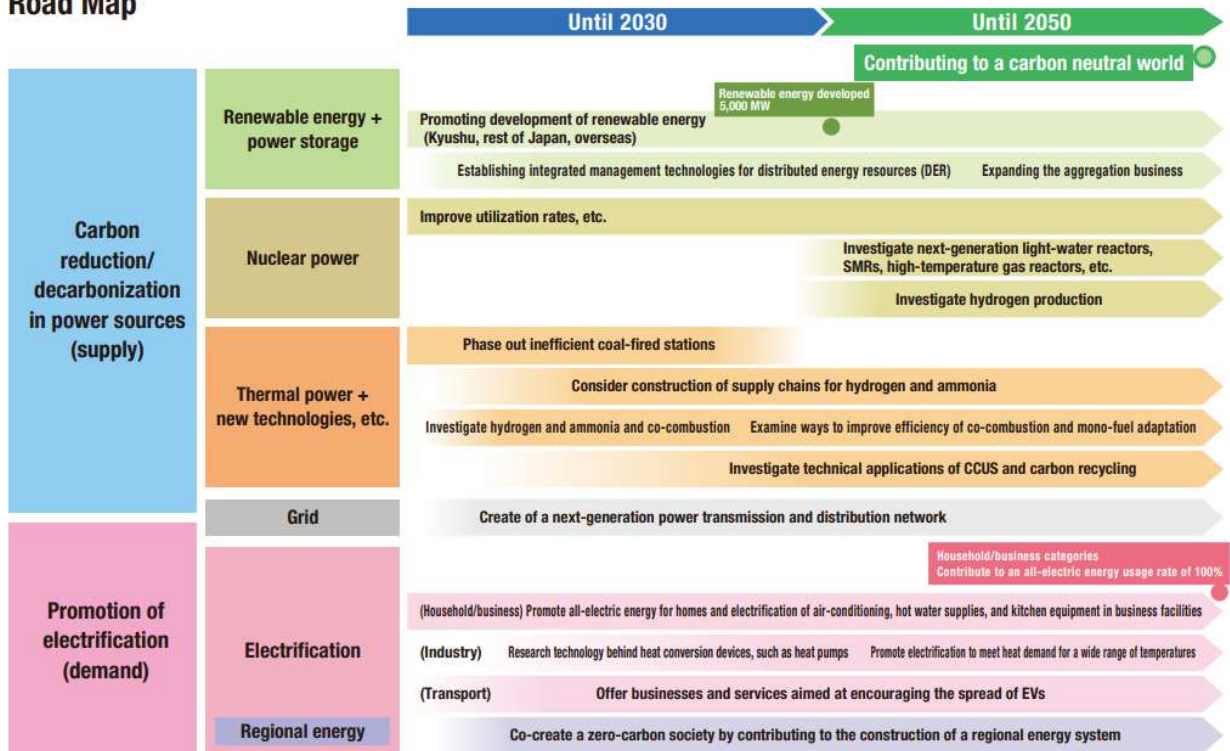 Road Map
Until 2030
Until 2050
Contributing to a carbon neutral world
Renewable energy developed
5,000 MW
Carbon
reduction/
decarbonization
in power sources
(supply)
Renewable energy +
power storage
Promoting development of renewable energy
(Kyushu, rest of Japan, overseas)
Establishing integrated management technologies for distributed energy resources (DER)
Expanding the aggregation business
Nuclear power
Improve utilization rates, etc.
Investigate next-generation light-water reactors,
SMRs, high-temperature gas reactors, etc.
Investigate hydrogen production
Thermal power +
new technologies, etc.
Phase out inefficient coal-fired stations
Consider construction of supply chains for hydrogen and ammonia
Investigate hydrogen and ammonia and co-combustion
Examine ways to improve efficiency of co-combustion and mono-fuel adaptation
Investigate technical applications of CCUS and carbon recycling
Grid
Create of a next-generation power transmission and distribution network
Promotion of
electrification
(demand)
Household/business categories
Contribute to an all-electric energy usage rate of 100%
Electrification
(Household/business) Promote all-electric energy for homes and electrification of air-conditioning, hot water supplies, and kitchen equipment in business facilities
(Industry) Research technology behind heat conversion devices, such as heat pumps
Promote electrification to meet heat demand for a wide range of temperatures
(Transport) Offer businesses and services aimed at encouraging the spread of EVs
Regional energy
Co-create a zero-carbon society by contributing to the construction of a regional energy system